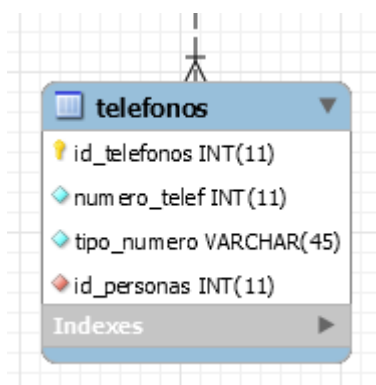 telefonos
id_telefonos INT(11)
numero_telef INT(11)
tipo_numero VARCHAR(45)
id_personas INT(11)
Indexes